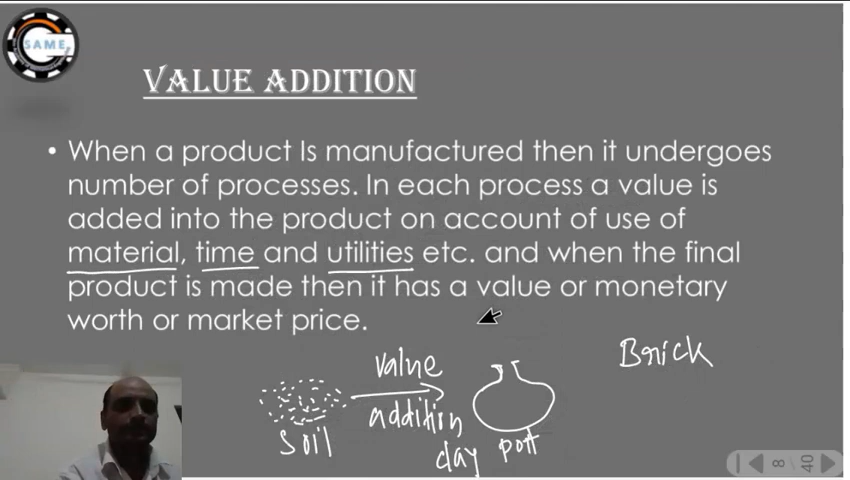 SAME
VALUE ADDITION
• When a product Is manufactured then it undergoes
number of processes. In each process a value is
added into the product on account of use of
material, time and utilities etc. and when the final
product is made then it has a value or monetary
worth or market price.
Brick
value
addition
soil
clay pot
8 / 40